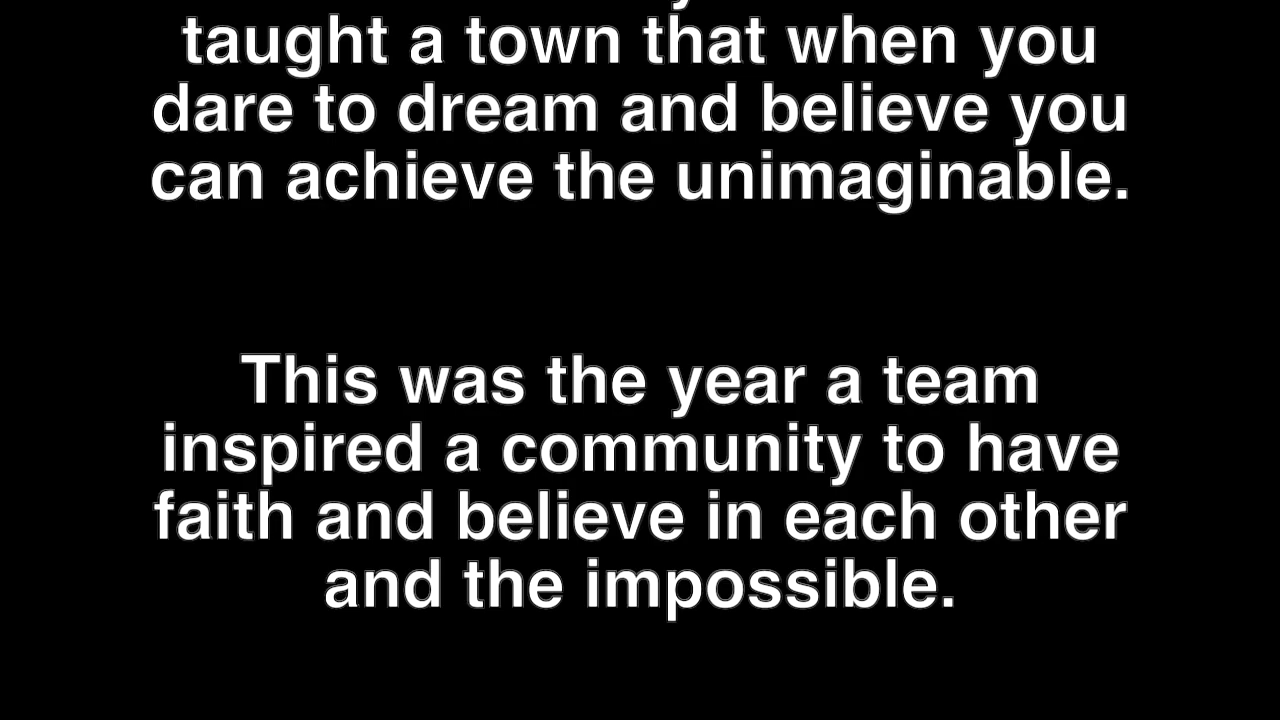 taught a town that when you
dare to dream and believe you
can achieve the unimaginable.
This was the year a team
inspired a community to have
faith and believe in each other
and the impossible.